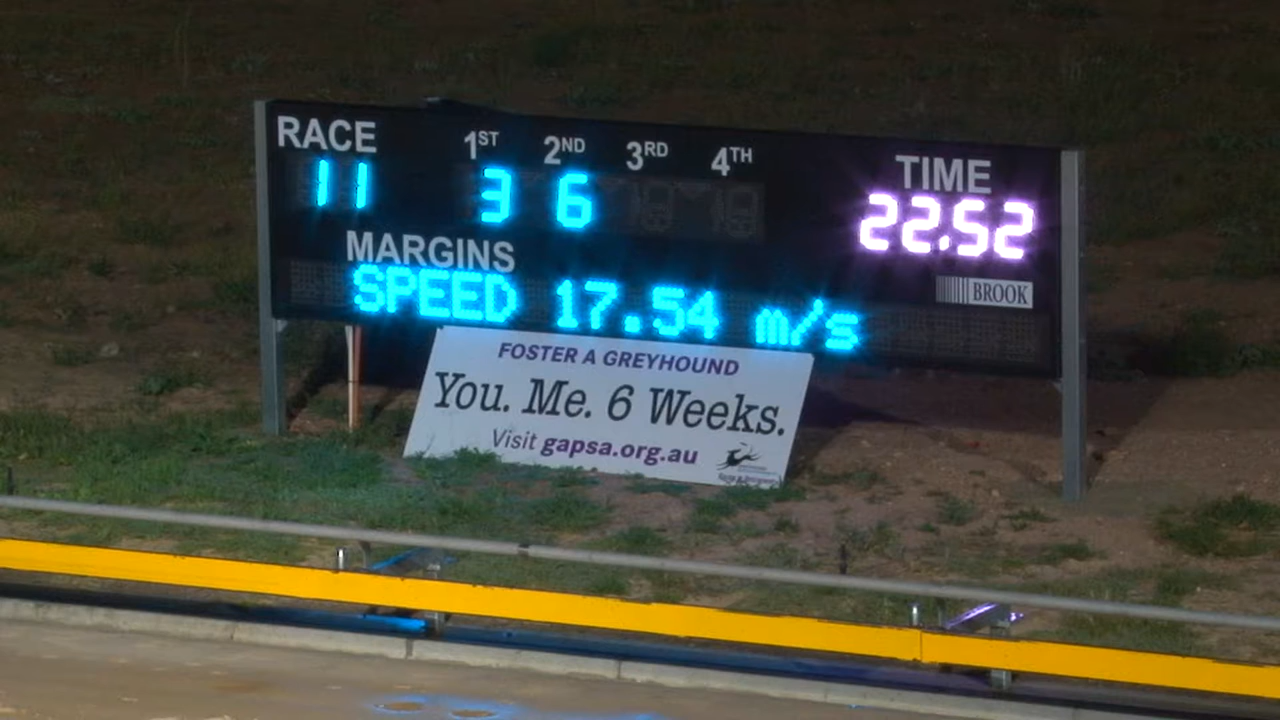 RACE 1ST 2ND 3RD 4TH TIME
11 3 6 22.52
MARGINS
SPEED 17.54 m/s
BROOK
FOSTER A GREYHOUND
You. Me. 6 Weeks.
Visit gapsa.org.au